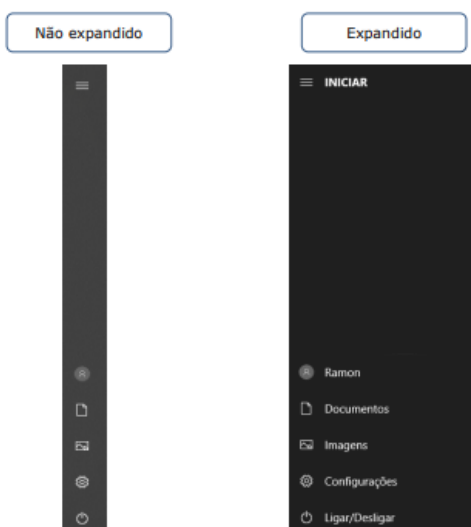 Não expandido
Expandido
INICIAR
Ramon
Documentos
Imagens
Configurações
Ligar/Desligar